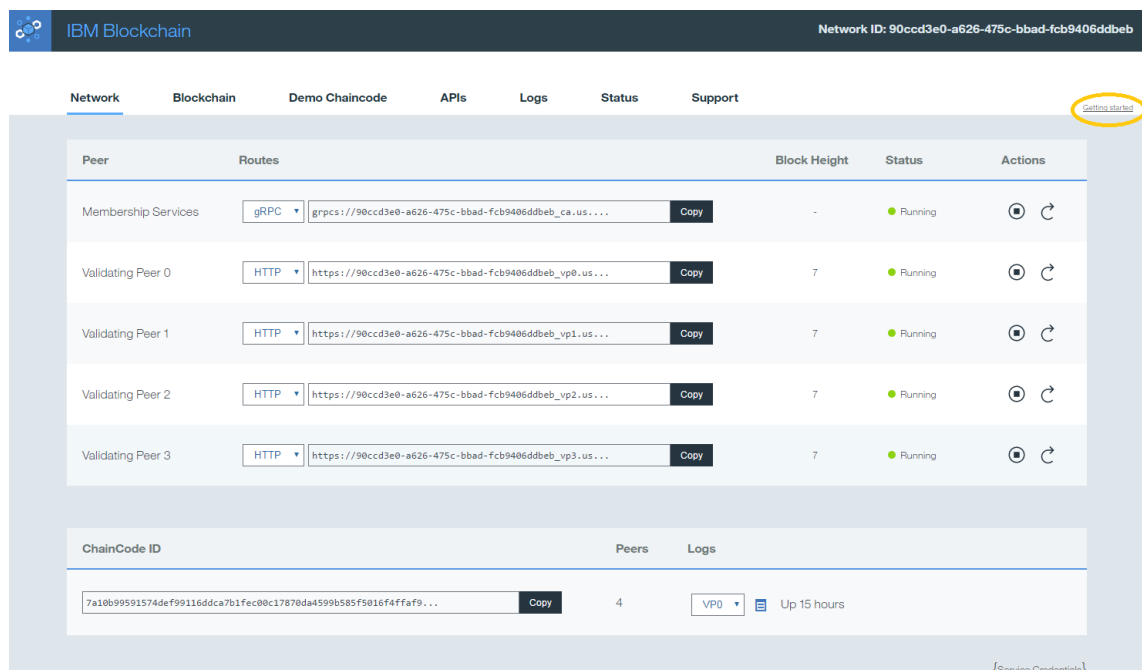 IBM Blockchain Network ID: 90ccd3e0-a626-475c-bbad-fcb9406ddbeb
Network Blockchain Demo Chaincode APIs Logs Status Support
Getting started
Peer Routes Block Height Status Actions
Membership Services gRPC grpcs://90ccd3e0-a626-475c-bbad-fcb9406ddbeb_ca.us.... Copy - Running
Validating Peer 0 HTTP https://90ccd3e0-a626-475c-bbad-fcb9406ddbeb_vp0.us... Copy 7 Running
Validating Peer 1 HTTP https://90ccd3e0-a626-475c-bbad-fcb9406ddbeb_vp1.us... Copy 7 Running
Validating Peer 2 HTTP https://90ccd3e0-a626-475c-bbad-fcb9406ddbeb_vp2.us... Copy 7 Running
Validating Peer 3 HTTP https://90ccd3e0-a626-475c-bbad-fcb9406ddbeb_vp3.us... Copy 7 Running
ChainCode ID Peers Logs
7a10b99591574def99116ddca7b1fec00c17870da4599b585f5016f4ffaf9... Copy 4 VP0 Up 15 hours
{Service Credentials}